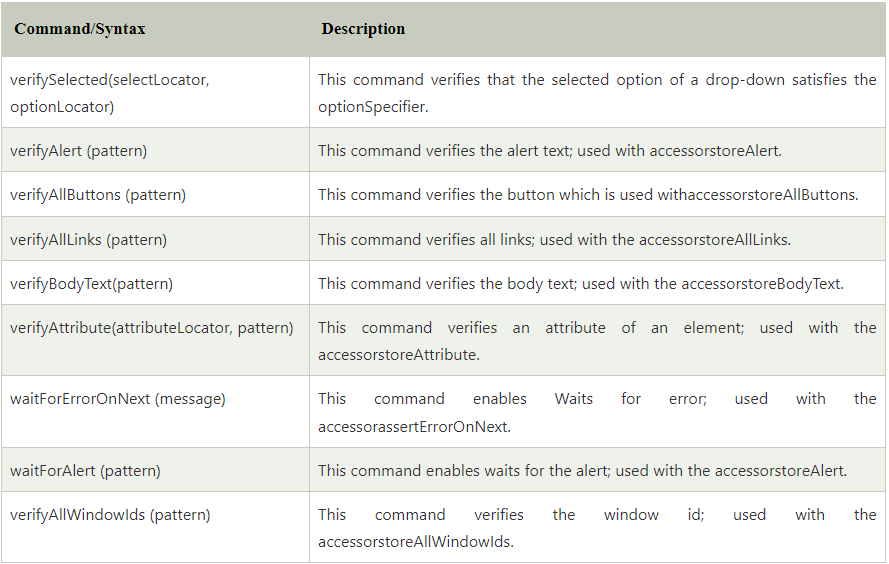 Command/Syntax Description
verifySelected(selectLocator, optionLocator) This command verifies that the selected option of a drop-down satisfies the
optionSpecifier.
verifyAlert (pattern) This command verifies the alert text; used with accessorstoreAlert.
verifyAllButtons (pattern) This command verifies the button which is used withaccessorstoreAllButtons.
verifyAllLinks (pattern) This command verifies all links; used with the accessorstoreAllLinks.
verifyBodyText(pattern) This command verifies the body text; used with the accessorstoreBodyText.
verifyAttribute(attributeLocator, pattern) This command verifies an attribute of an element; used with the
accessorstoreAttribute.
waitForErrorOnNext (message) This command enables Waits for error; used with the
accessorassertErrorOnNext.
waitForAlert (pattern) This command enables waits for the alert; used with the accessorstoreAlert.
verifyAllWindowIds (pattern) This command verifies the window id; used with the
accessorstoreAllWindowIds.